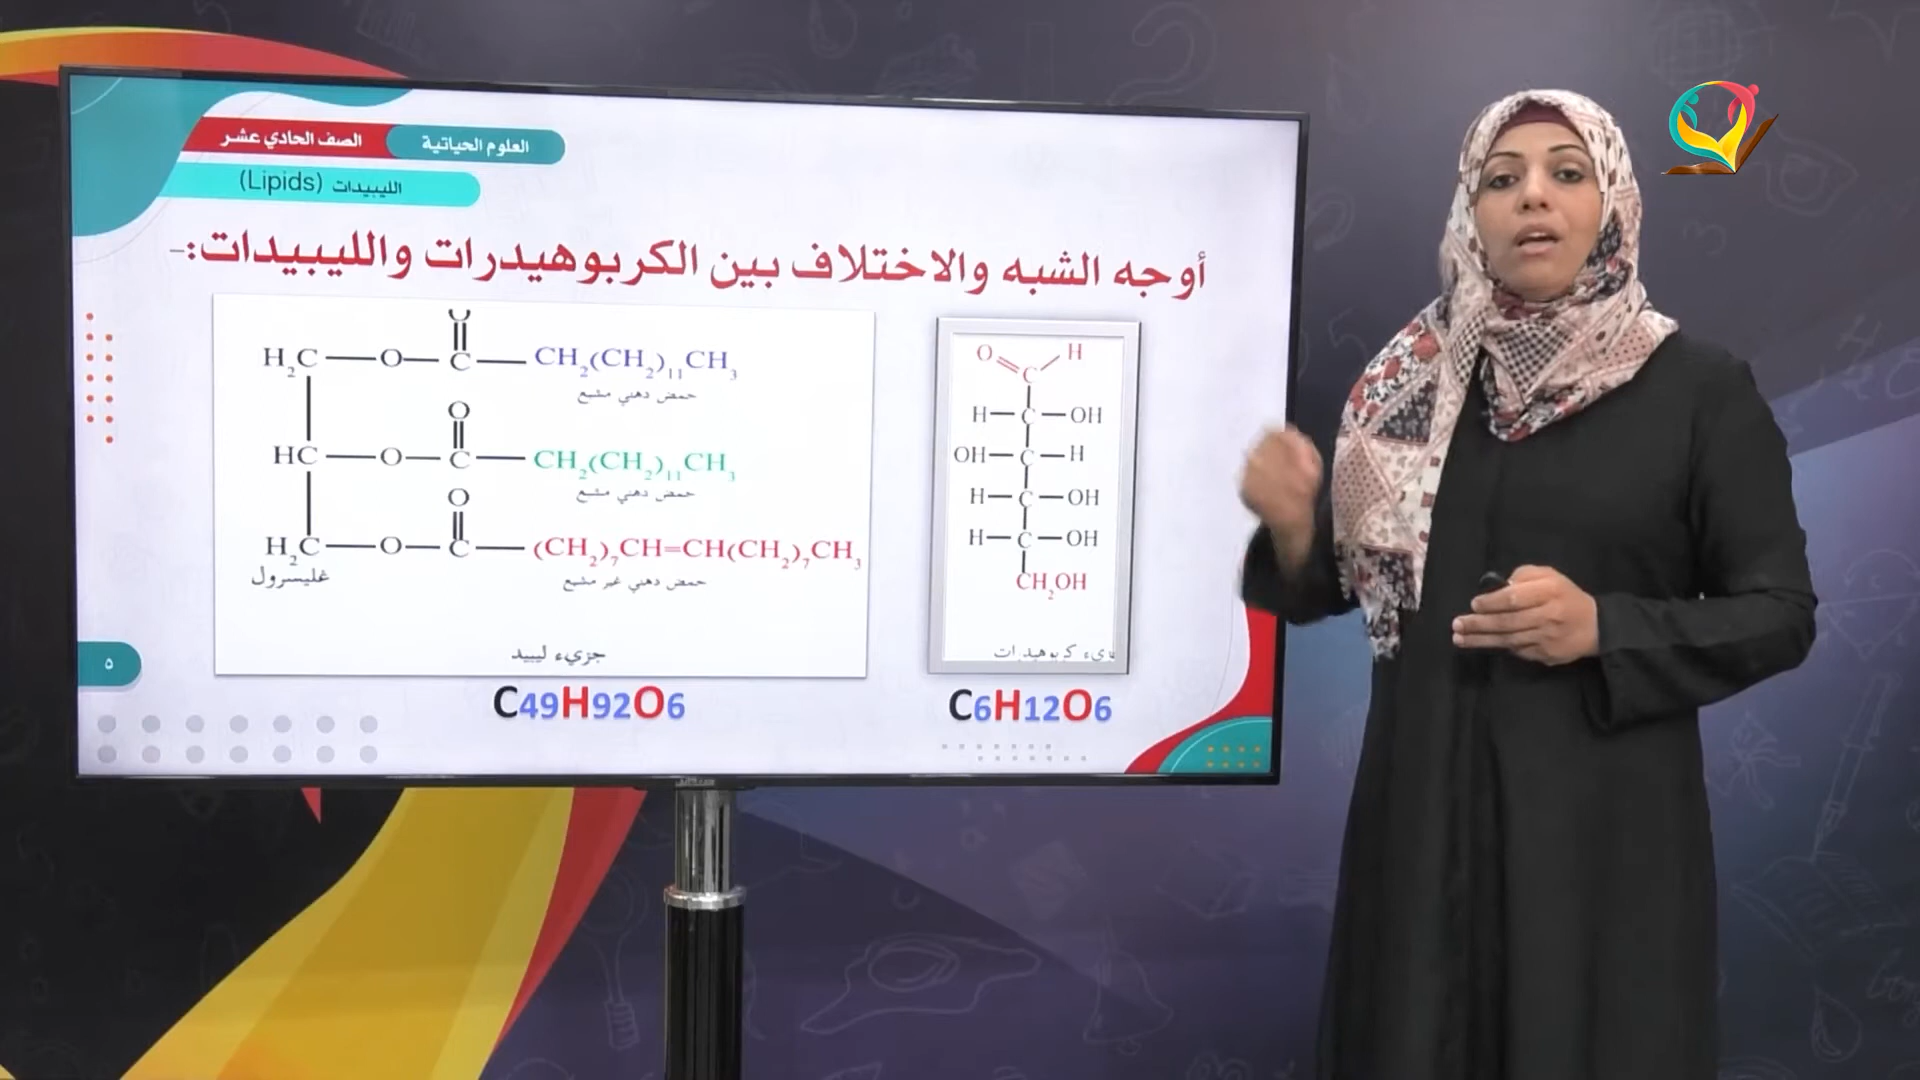 العلوم الحياتية
الصف الحادي عشر
الليبيدات (Lipids)
أوجه الشبه والاختلاف بين الكربوهيدرات والليبيدات:-
H₂C — O — C — CH₂(CH₂)₁₁CH₃
حمض دهني مشبع
O
HC — O — C — CH₂(CH₂)₁₁CH₃
حمض دهني مشبع
O
H₂C — O — C — (CH₂)₇CH=CH(CH₂)₇CH₃
غليسرول
حمض دهني غير مشبع
جزيء ليبيد
C49H92O6
O H
C
H — C — OH
OH — C — H
H — C — OH
H — C — OH
CH₂OH
كربوهيدرات
C6H12O6
٥